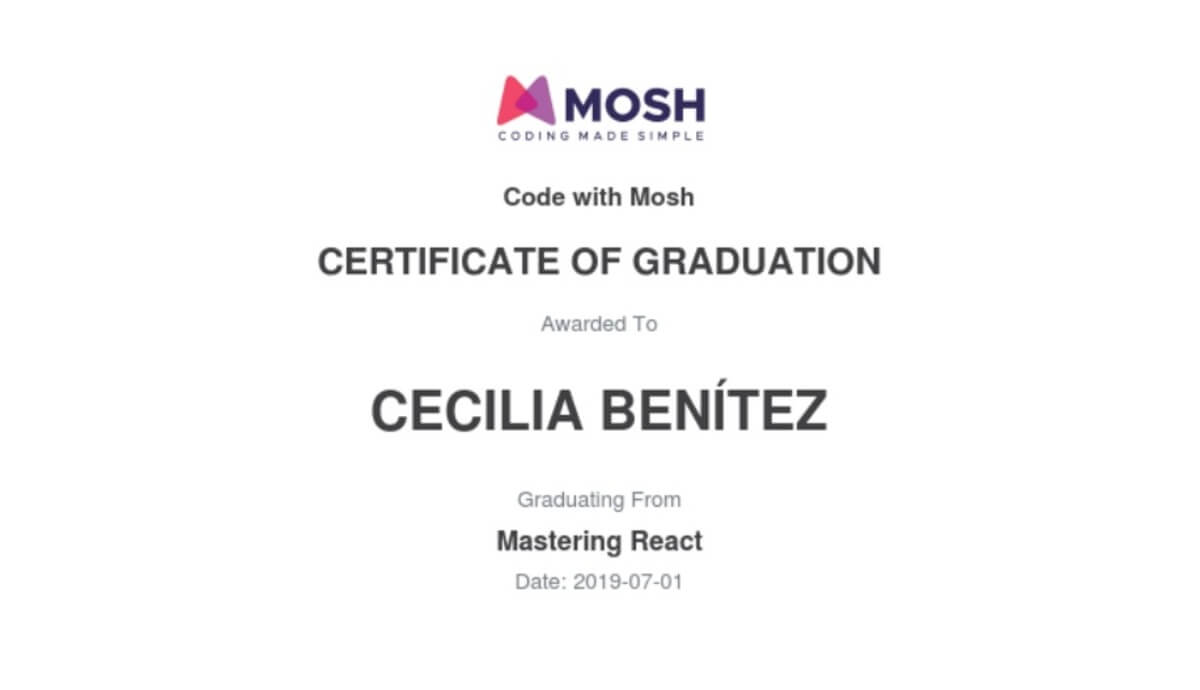 MOSH
CODING MADE SIMPLE
Code with Mosh
CERTIFICATE OF GRADUATION
Awarded To
CECILIA BENÍTEZ
Graduating From
Mastering React
Date: 2019-07-01